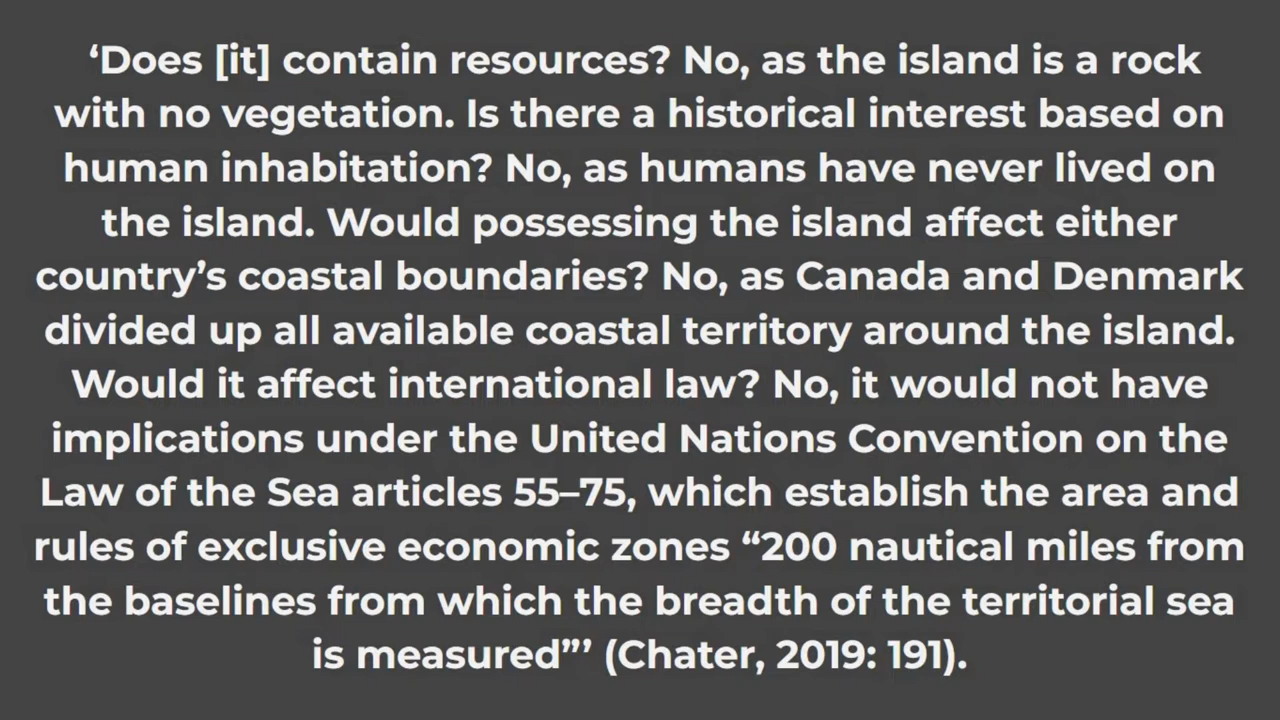 ‘Does [it] contain resources? No, as the island is a rock
with no vegetation. Is there a historical interest based on
human inhabitation? No, as humans have never lived on
the island. Would possessing the island affect either
country’s coastal boundaries? No, as Canada and Denmark
divided up all available coastal territory around the island.
Would it affect international law? No, it would not have
implications under the United Nations Convention on the
Law of the Sea articles 55–75, which establish the area and
rules of exclusive economic zones “200 nautical miles from
the baselines from which the breadth of the territorial sea
is measured”’ (Chater, 2019: 191).